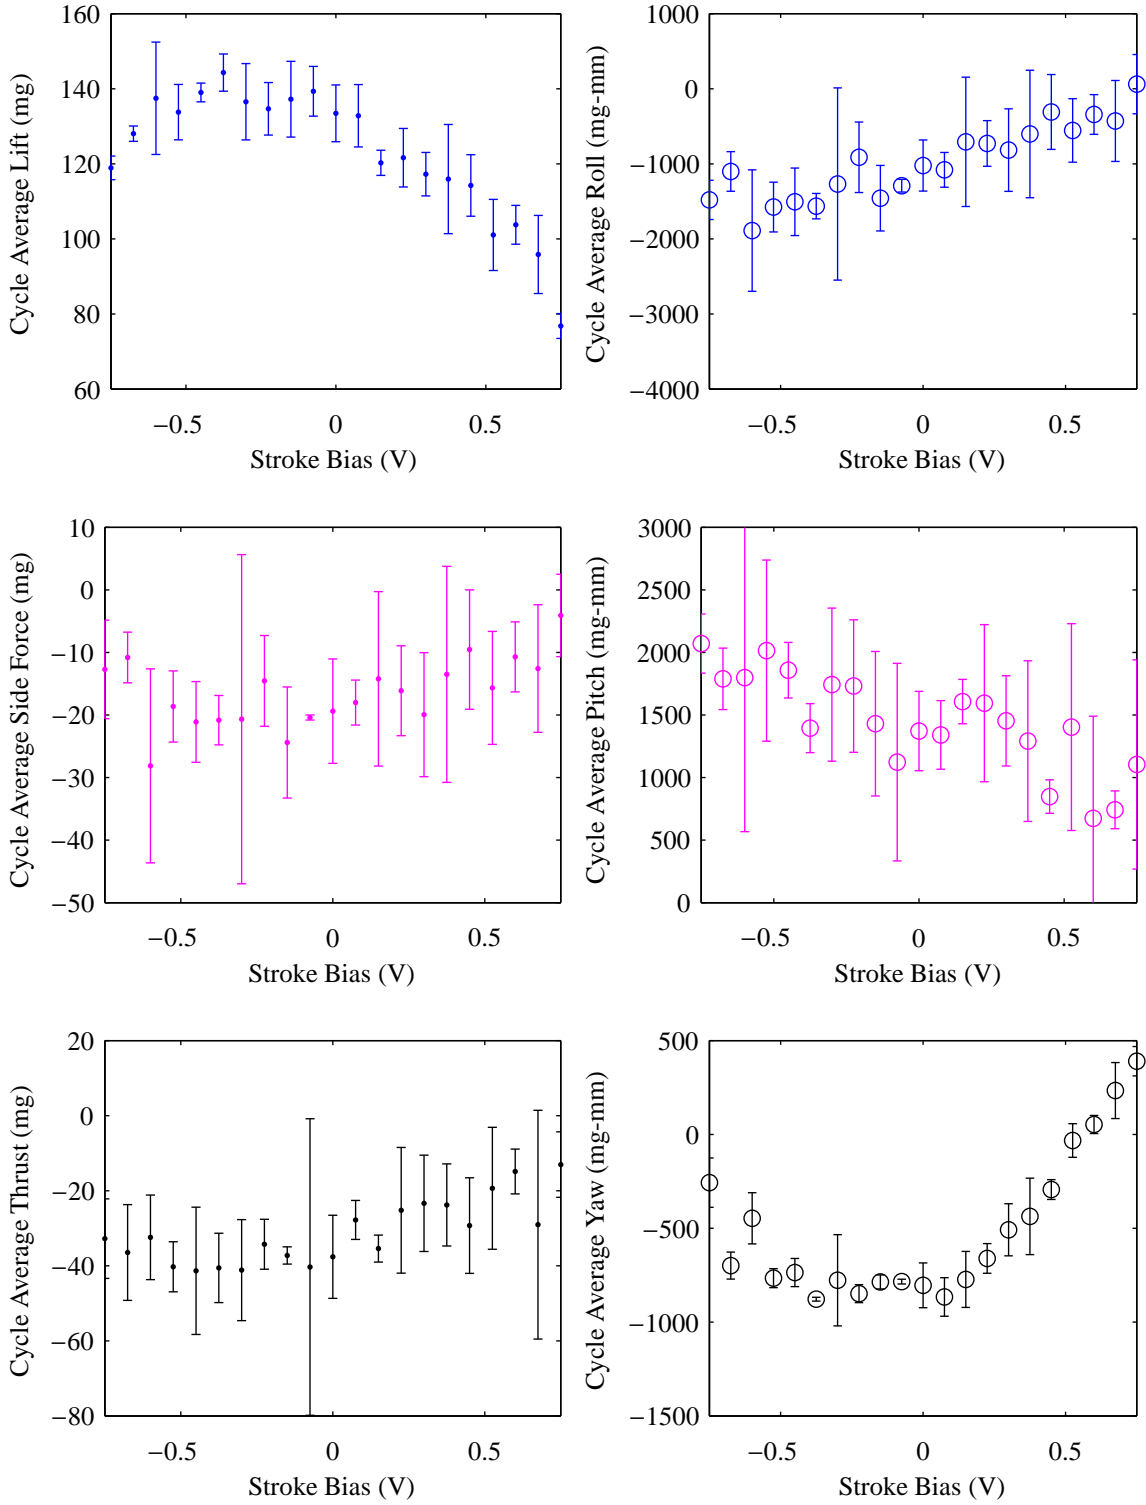 160
140
120
100
80
60
−0.5 0 0.5
Stroke Bias (V)
Cycle Average Lift (mg)
1000
0
−1000
−2000
−3000
−4000
−0.5 0 0.5
Stroke Bias (V)
Cycle Average Roll (mg-mm)
10
0
−10
−20
−30
−40
−50
−0.5 0 0.5
Stroke Bias (V)
Cycle Average Side Force (mg)
3000
2500
2000
1500
1000
500
0
−0.5 0 0.5
Stroke Bias (V)
Cycle Average Pitch (mg-mm)
20
0
−20
−40
−60
−80
−0.5 0 0.5
Stroke Bias (V)
Cycle Average Thrust (mg)
500
0
−500
−1000
−1500
−0.5 0 0.5
Stroke Bias (V)
Cycle Average Yaw (mg-mm)